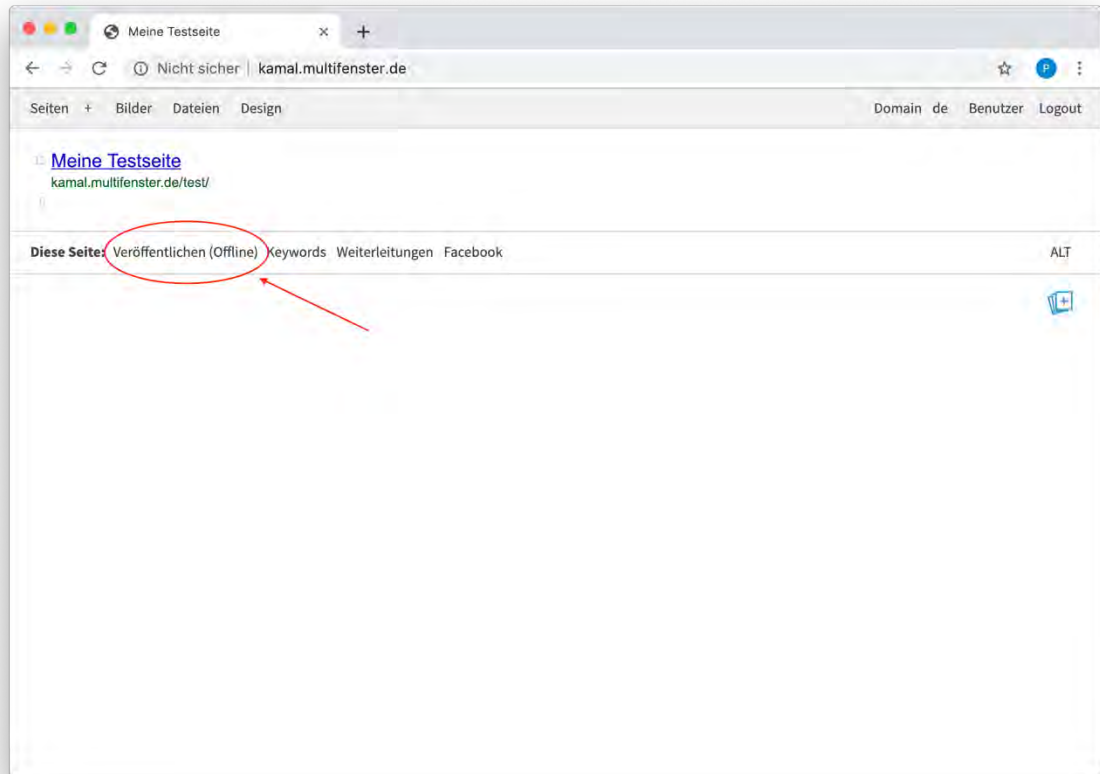 Meine Testseite
Nicht sicher | kamal.multifenster.de
P
Seiten + Bilder Dateien Design Domain de Benutzer Logout
Meine Testseite
kamal.multifenster.de/test/
Diese Seite: Veröffentlichen (Offline) Keywords Weiterleitungen Facebook ALT